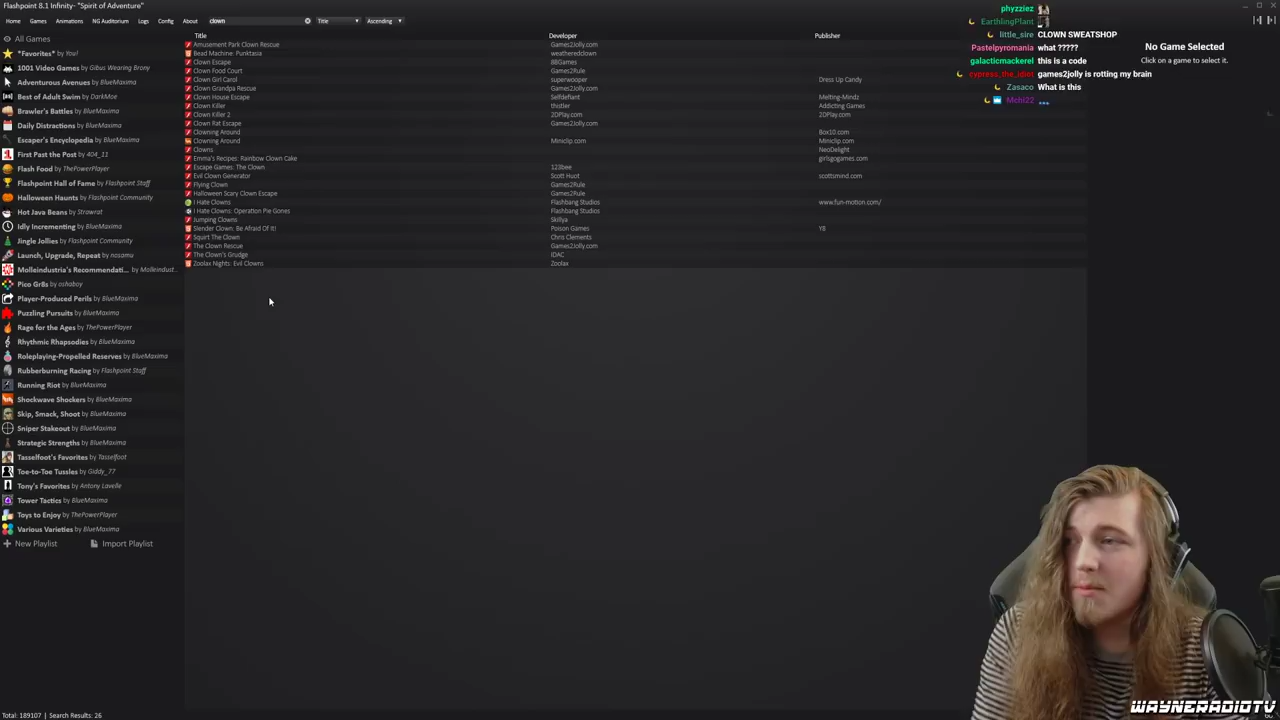 Flashpoint 8.1 Infinity- "Spirit of Adventure"
Home Games Animations NG Auditorium Logs Config About clown Title Ascending
All Games
*Favorites* by You!
1001 Video Games by Gibus Wearing Brony
Adventurous Avenues by BlueMaxima
Best of Adult Swim by DarkMoe
Brawler's Battles by BlueMaxima
Daily Distractions by BlueMaxima
Escaper's Encyclopedia by BlueMaxima
First Past the Post by 404_11
Flash Food by ThePowerPlayer
Flashpoint Hall of Fame by Flashpoint Staff
Halloween Haunts by Flashpoint Community
Hot Java Beans by Strawrat
Idly Incrementing by BlueMaxima
Jingle Jollies by Flashpoint Community
Launch, Upgrade, Repeat by nosamu
Molleindustria's Recommendati... by Molleindust...
Pico Gr8s by oshaboy
Player-Produced Perils by BlueMaxima
Puzzling Pursuits by BlueMaxima
Rage for the Ages by ThePowerPlayer
Rhythmic Rhapsodies by BlueMaxima
Roleplaying-Propelled Reserves by BlueMaxima
Rubberburning Racing by Flashpoint Staff
Running Riot by BlueMaxima
Shockwave Shockers by BlueMaxima
Skip, Smack, Shoot by BlueMaxima
Sniper Stakeout by BlueMaxima
Strategic Strengths by BlueMaxima
Tasselfoot's Favorites by Tasselfoot
Toe-to-Toe Tussles by Giddy_77
Tony's Favorites by Antony Lavelle
Tower Tactics by BlueMaxima
Toys to Enjoy by ThePowerPlayer
Various Varieties by BlueMaxima
New Playlist Import Playlist
Title Developer Publisher
Amusement Park Clown Rescue Games2Jolly.com
Bead Machine: Punktasia weatheredclown
Clown Escape 8BGames
Clown Food Court Games2Rule
Clown Girl Carol superwooper Dress Up Candy
Clown Grandpa Rescue Games2Jolly.com
Clown House Escape Selfdefiant Melting-Mindz
Clown Killer thistler Addicting Games
Clown Killer 2 2DPlay.com 2DPlay.com
Clown Rat Escape Games2Jolly.com
Clowning Around Box10.com
Clowning Around Miniclip.com Miniclip.com
Clowns NeoDelight
Emma's Recipes: Rainbow Clown Cake girlsgogames.com
Escape Games: The Clown 123bee
Evil Clown Generator Scott Huot scottsmind.com
Flying Clown Games2Rule
Halloween Scary Clown Escape Games2Rule
I Hate Clowns Flashbang Studios www.fun-motion.com/
I Hate Clowns: Operation Pie Gones Flashbang Studios
Jumping Clowns Skillya
Slender Clown: Be Afraid Of It! Poison Games Y8
Squirt The Clown Chris Clements
The Clown Rescue Games2Jolly.com
The Clown's Grudge IDAC
Zoolax Nights: Evil Clowns Zoolax
phyzziez
EarthlingPlant
little_sire CLOWN SWEATSHOP
Pastelpyromania what ?????
galacticmackerel this is a code
cypress_the_idiot games2jolly is rotting my brain
Zasaco What is this
Mchi22 ...
No Game Selected
Click on a game to select it.
Total: 189107 | Search Results: 26
WAYNERADIOTV